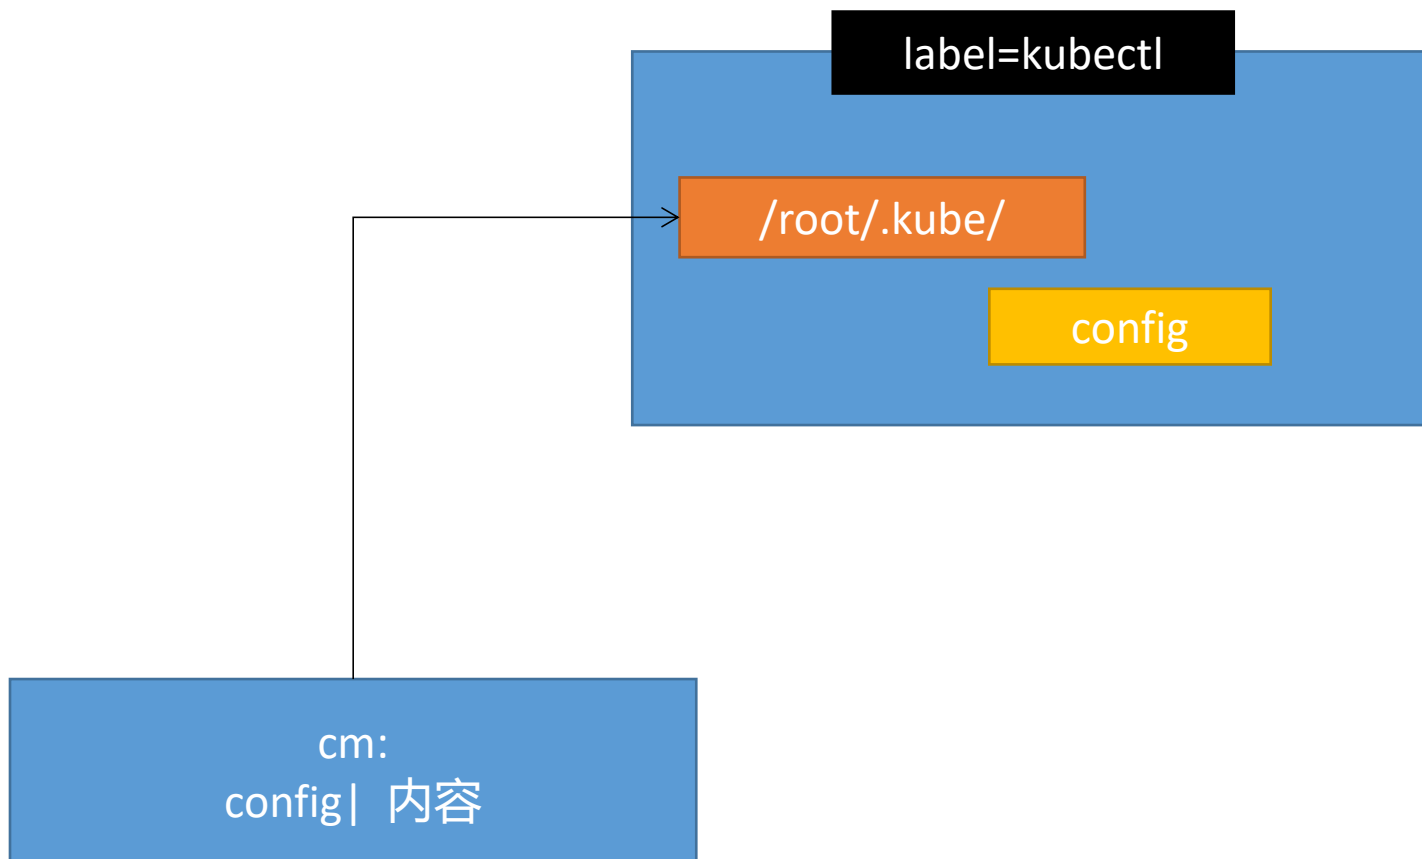 label=kubectl
/root/.kube/
config
cm:
config| 内容